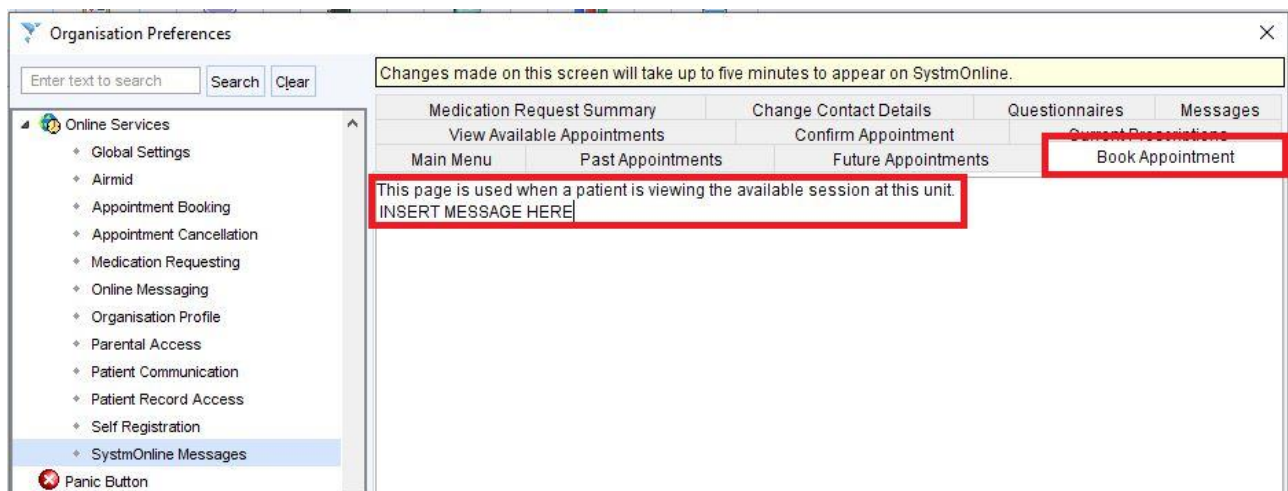 Organisation Preferences
Enter text to search Search Clear
Online Services
Global Settings
Airmid
Appointment Booking
Appointment Cancellation
Medication Requesting
Online Messaging
Organisation Profile
Parental Access
Patient Communication
Patient Record Access
Self Registration
SystmOnline Messages
Panic Button
Changes made on this screen will take up to five minutes to appear on SystmOnline.
Medication Request Summary Change Contact Details Questionnaires Messages
View Available Appointments Confirm Appointment Current Prescriptions
Main Menu Past Appointments Future Appointments Book Appointment
This page is used when a patient is viewing the available session at this unit.
INSERT MESSAGE HERE